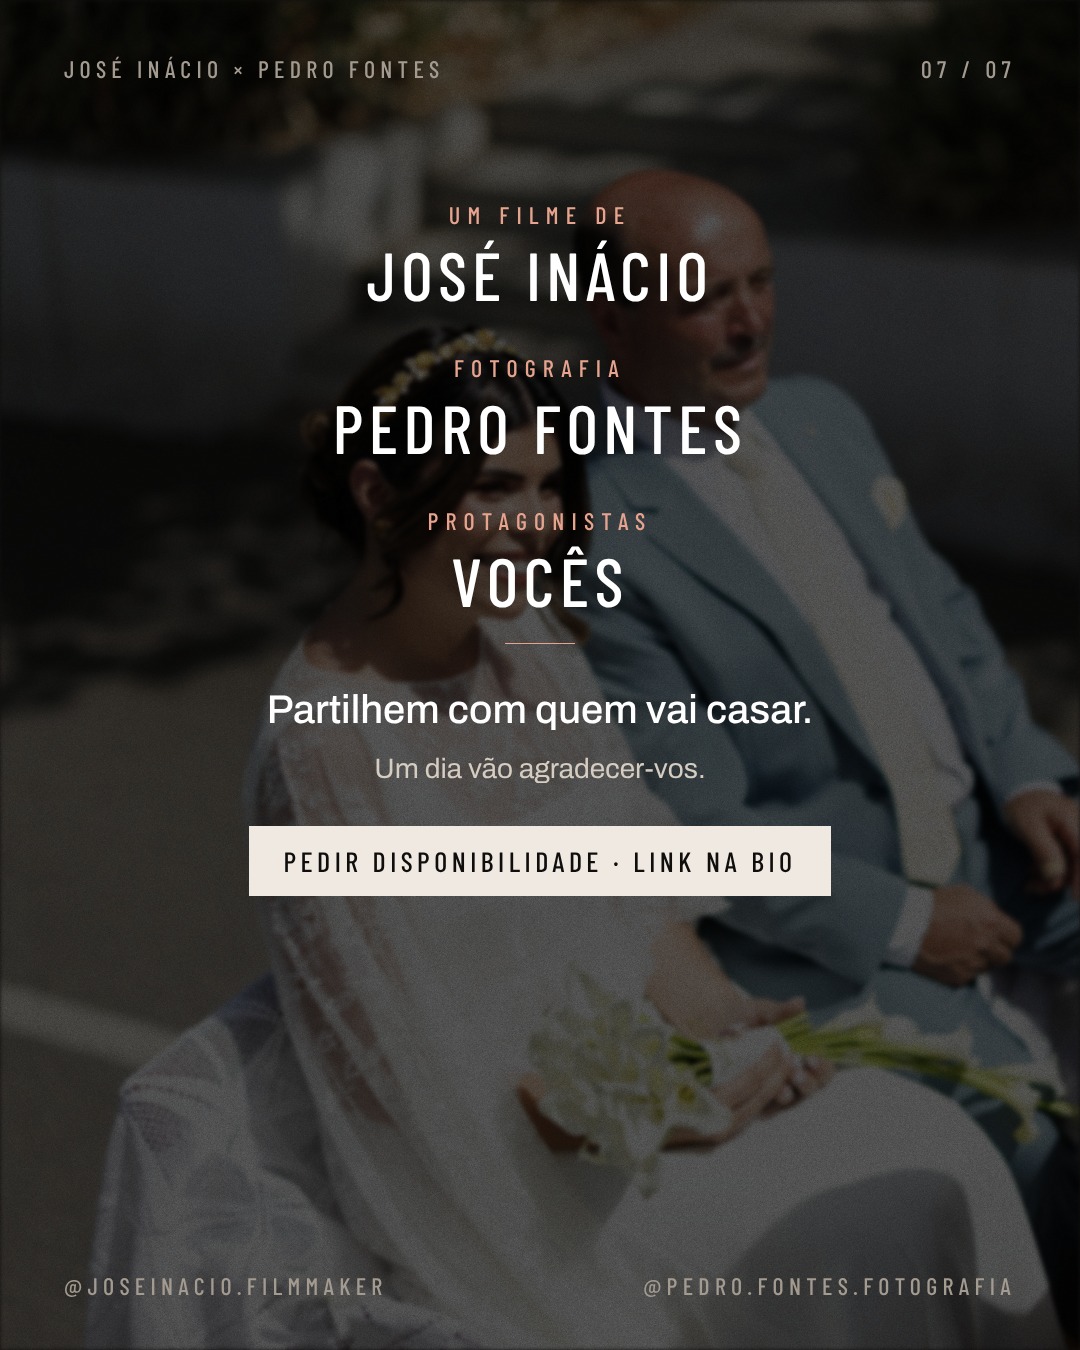 JOSÉ INÁCIO × PEDRO FONTES
07 / 07
UM FILME DE
JOSÉ INÁCIO
FOTOGRAFIA
PEDRO FONTES
PROTAGONISTAS
VOCÊS
Partilhem com quem vai casar.
Um dia vão agradecer-vos.
PEDIR DISPONIBILIDADE · LINK NA BIO
@JOSEINACIO.FILMMAKER
@PEDRO.FONTES.FOTOGRAFIA